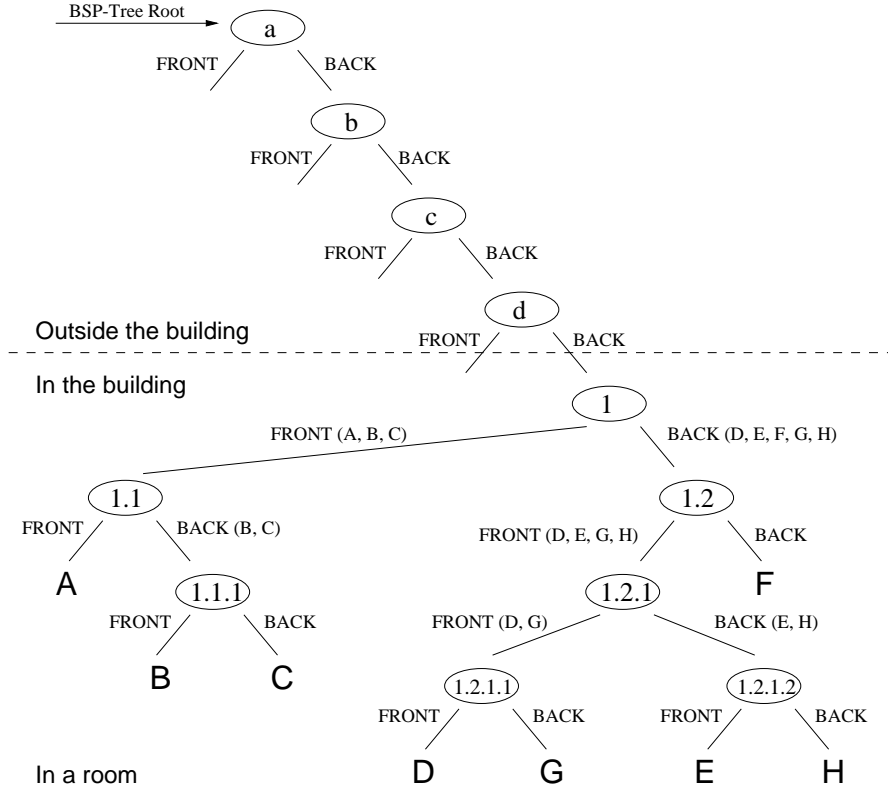 BSP-Tree Root
a
FRONT BACK
b
FRONT BACK
c
FRONT BACK
d
Outside the building
FRONT BACK
In the building
1
FRONT (A, B, C) BACK (D, E, F, G, H)
1.1 1.2
FRONT BACK (B, C) FRONT (D, E, G, H) BACK
A 1.1.1 1.2.1 F
FRONT BACK FRONT (D, G) BACK (E, H)
B C 1.2.1.1 1.2.1.2
FRONT BACK FRONT BACK
In a room D G E H